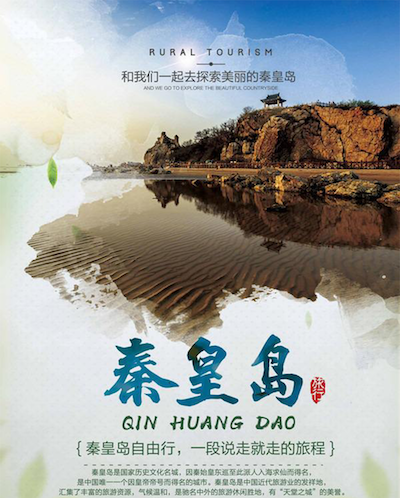 RURAL TOURISM
和我们一起去探索美丽的秦皇岛
AND WE GO TO EXPLORE THE BEAUTIFUL COUNTRYSIDE
秦皇岛
旅行
QIN HUANG DAO
{ 秦皇岛自由行，一段说走就走的旅程 }
秦皇岛是国家历史文化名城，因秦始皇东巡至此派人入海求仙而得名，
是中国唯一一个因皇帝帝号而得名的城市。秦皇岛是中国近代旅游业的发祥地，
汇集了丰富的旅游资源，气候温和，是驰名中外的旅游休闲胜地，有“天堂之城”的美誉。